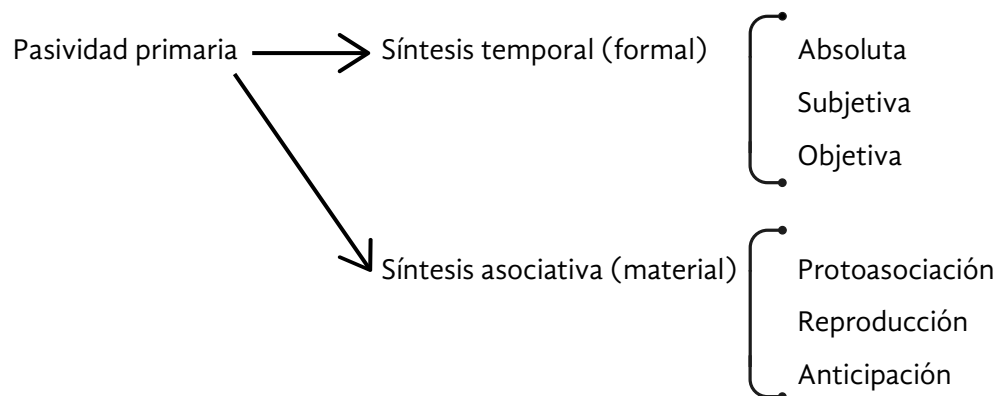 Pasividad primaria
Síntesis temporal (formal)
Absoluta
Subjetiva
Objetiva
Síntesis asociativa (material)
Protoasociación
Reproducción
Anticipación